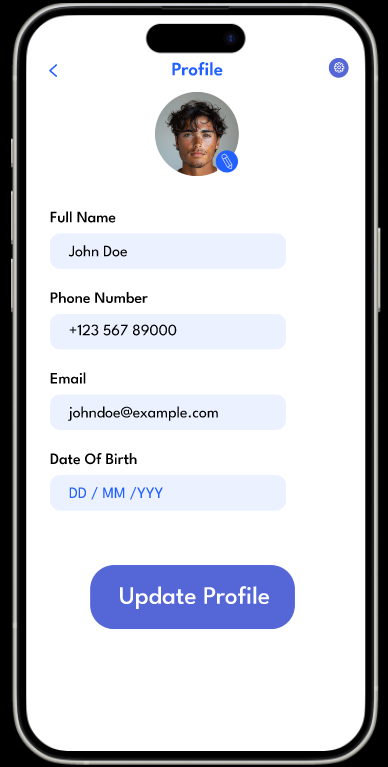 Profile
Full Name
John Doe
Phone Number
+123 567 89000
Email
johndoe@example.com
Date Of Birth
DD / MM /YYY
Update Profile